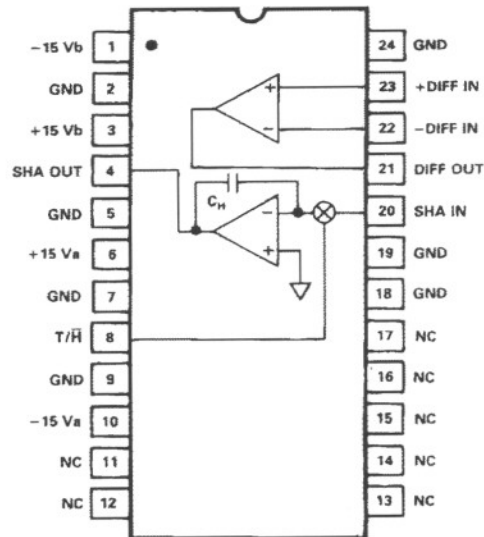 −15 Vb 1
GND 2
+15 Vb 3
SHA OUT 4
GND 5
+15 Va 6
GND 7
T/H̅ 8
GND 9
−15 Va 10
NC 11
NC 12
24 GND
23 +DIFF IN
22 −DIFF IN
21 DIFF OUT
20 SHA IN
19 GND
18 GND
17 NC
16 NC
15 NC
14 NC
13 NC
+
−
CH
−
+